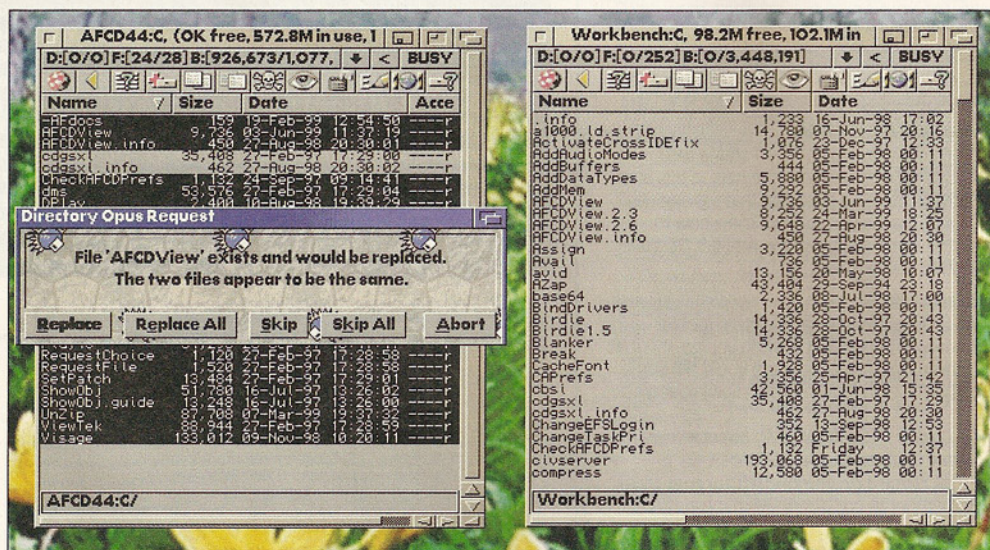 AFCD44:C, (OK free, 572.8M in use, 1
D:[0/0] F:[24/28] B:[926,673/1,077, < BUSY
Name Size Date Acce
-AFdocs 159 19-Feb-99 12:54:50 ----r
AFCDView 9,736 03-Jun-99 11:37:19 ----r
AFCDView.info 450 27-Aug-98 20:30:01 ----r
cdgsxl 35,408 27-Feb-97 17:29:00 ----r
cdgsxl.info 462 27-Aug-98 20:30:02 ----r
CheckAFCDPrefs 1,132 24-Sep-97 09:14:41 ----r
dms 53,576 27-Feb-97 17:29:04 ----r
DPlay 2,400 10-Aug-98 19:39:29 ----r
Directory Opus Request
File 'AFCDView' exists and would be replaced.
The two files appear to be the same.
Replace Replace All Skip Skip All Abort
RequestChoice 1,120 27-Feb-97 17:28:58 ----r
RequestFile 1,520 27-Feb-97 17:28:58 ----r
SetPatch 13,484 27-Feb-97 17:29:01 ----r
ShowObj 51,780 16-Jul-97 13:26:02 ----r
ShowObj.guide 13,248 16-Jul-97 13:26:00 ----r
UnZip 87,708 07-Mar-99 19:37:32 ----r
ViewTek 88,944 27-Feb-97 17:28:59 ----r
Visage 133,012 09-Nov-98 10:20:11 ----r
AFCD44:C/
Workbench:C, 98.2M free, 102.1M in
D:[0/0] F:[0/252] B:[0/3,448,191] < BUSY
Name Size Date
.info 1,233 16-Jun-98 17:02
a1000.ld.strip 14,780 07-Nov-97 20:16
ActivateCrossIDEfix 1,076 23-Dec-97 12:33
AddAudioModes 3,356 05-Feb-98 00:11
AddBuffers 444 05-Feb-98 00:11
AddDataTypes 5,880 05-Feb-98 00:11
AddMem 9,292 05-Feb-98 00:11
AFCDView 9,736 03-Jun-99 11:37
AFCDView.2.3 8,252 24-Mar-99 18:25
AFCDView.2.6 9,648 22-Apr-99 12:07
AFCDView.info 450 27-Aug-98 20:30
Assign 3,220 05-Feb-98 00:11
Avail 736 05-Feb-98 00:11
avid 13,156 20-May-98 10:07
AZap 43,404 29-Sep-94 23:18
base64 2,336 08-Jul-98 17:00
BindDrivers 1,420 05-Feb-98 00:11
Birdie 14,336 28-Oct-97 20:43
Birdie1.5 14,336 28-Oct-97 20:43
Blanker 5,268 05-Feb-98 00:11
Break 432 05-Feb-98 00:11
CacheFont 1,928 05-Feb-98 00:11
CAPrefs 3,356 25-Apr-97 21:42
cbsi 42,560 01-Jun-98 15:35
cdgsxl 35,408 27-Feb-97 17:29
cdgsxl.info 462 27-Aug-98 20:30
ChangeEFSLogin 352 13-Sep-98 12:53
ChangeTaskPri 460 05-Feb-98 00:11
CheckAFCDPrefs 1,132 Friday 12:37
civserver 193,068 05-Feb-98 00:11
compress 12,580 05-Feb-98 00:11
Workbench:C/